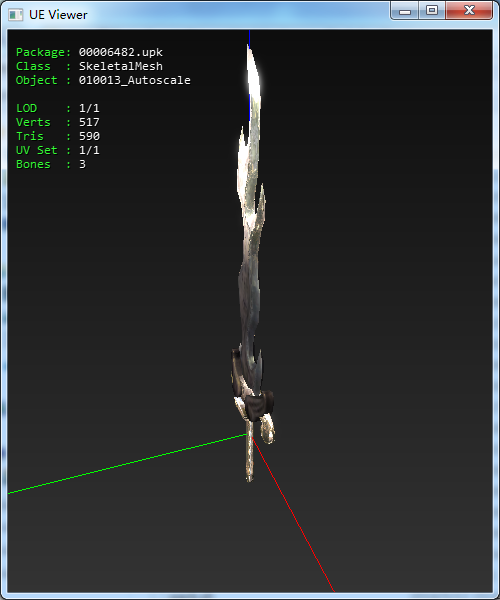 UE Viewer
Package: 00006482.upk
Class  : SkeletalMesh
Object : 010013_Autoscale
LOD    : 1/1
Verts  : 517
Tris   : 590
UV Set : 1/1
Bones  : 3